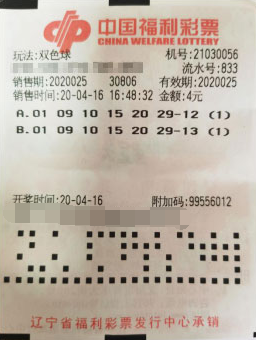 中国福利彩票
CHINA WELFARE LOTTERY
玩法:双色球 机号:21030056
流水号:833
销售期:2020025 30806 有效期:2020025
销售时间:20-04-16 16:48:32 金额:4元
A.01 09 10 15 20 29-12 (1)
B.01 09 10 15 20 29-13 (1)
开奖时间:20-04-16 附加码:99556012
辽宁省福利彩票发行中心承销